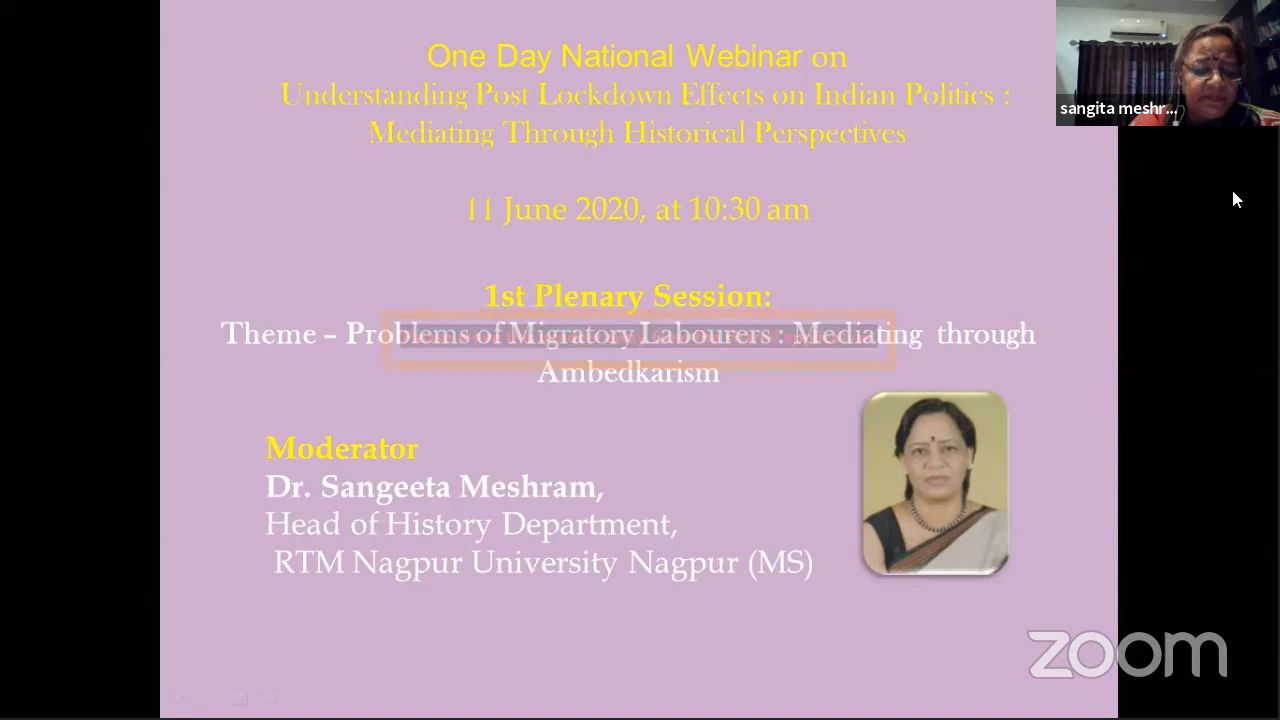 One Day National Webinar on
Understanding Post Lockdown Effects on Indian Politics :
Mediating Through Historical Perspectives
11 June 2020, at 10:30 am
1st Plenary Session:
Theme – Problems of Migratory Labourers : Mediating through
Ambedkarism
Moderator
Dr. Sangeeta Meshram,
Head of History Department,
RTM Nagpur University Nagpur (MS)
sangita meshr...
zoom